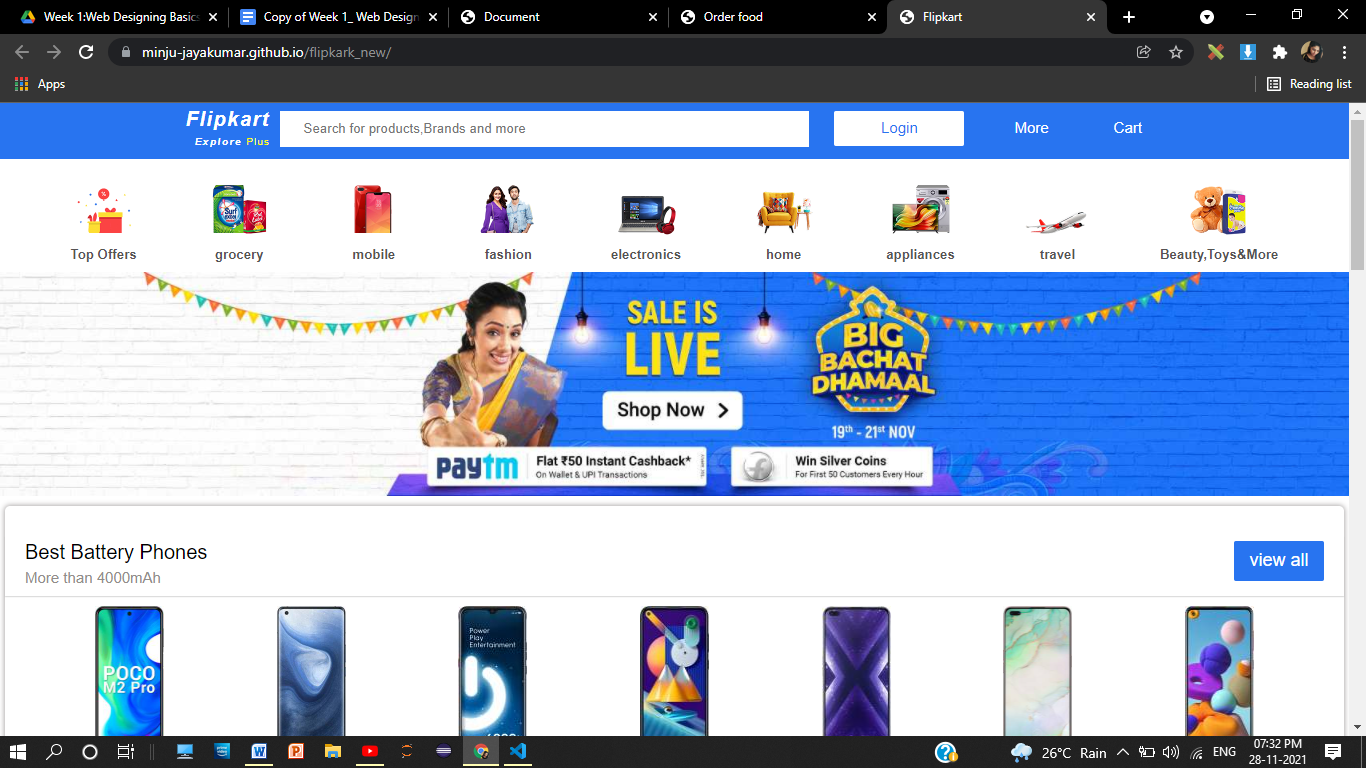 Week 1:Web Designing Basics
Copy of Week 1_ Web Design
Document
Order food
Flipkart
minju-jayakumar.github.io/flipkark_new/
Apps
Reading list
Flipkart
Explore Plus
Search for products,Brands and more
Login
More
Cart
Top Offers
grocery
mobile
fashion
electronics
home
appliances
travel
Beauty,Toys&More
SALE IS
LIVE
Shop Now
BIG
BACHAT
DHAMAAL
19th - 21st NOV
paytm
Flat ₹50 Instant Cashback*
On Wallet & UPI Transactions
Win Silver Coins
For First 50 Customers Every Hour
Best Battery Phones
More than 4000mAh
view all
POCO
M2 Pro
Power
Play
Entertainment
26°C Rain
ENG
07:32 PM
28-11-2021